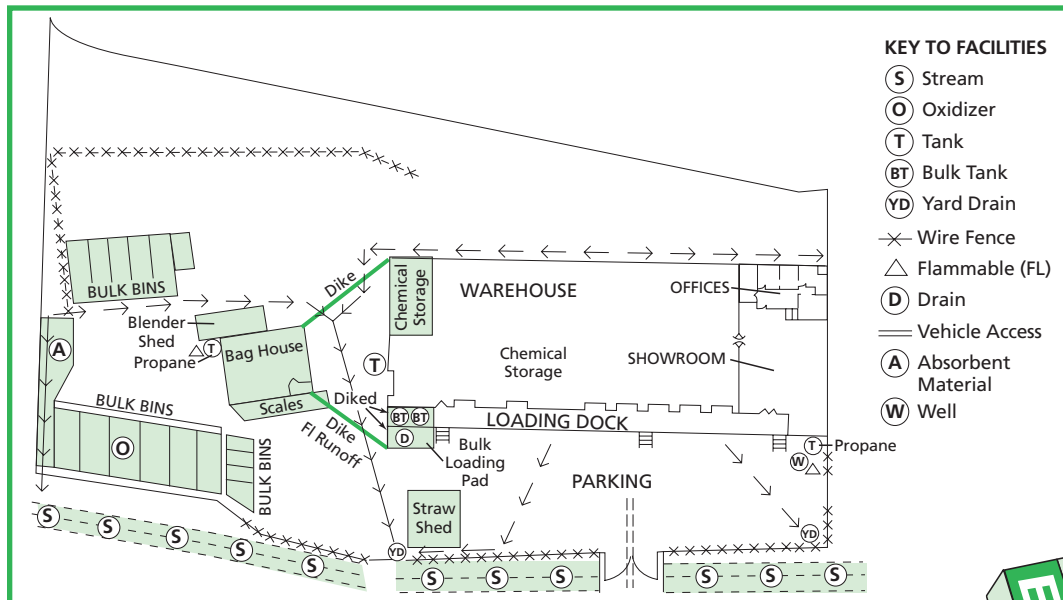 KEY TO FACILITIES
S Stream
O Oxidizer
T Tank
BT Bulk Tank
YD Yard Drain
Wire Fence
Flammable (FL)
D Drain
Vehicle Access
A Absorbent
Material
W Well
BULK BINS
Dike
Chemical
Storage
WAREHOUSE
OFFICES
Blender
Shed
Propane
T
Bag House
A
T
Chemical
Storage
SHOWROOM
Scales
Diked
BT BT
D
LOADING DOCK
BULK BINS
O
BULK BINS
Dike
Fl Runoff
Bulk
Loading
Pad
T Propane
W
PARKING
Straw
Shed
YD
YD
S S S S S
S S S
S S S